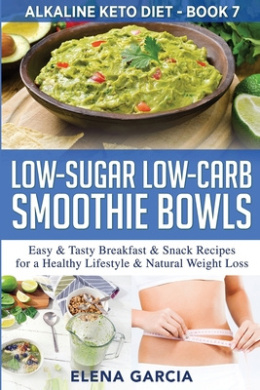 ALKALINE KETO DIET - BOOK 7
LOW-SUGAR LOW-CARB
SMOOTHIE BOWLS
Easy & Tasty Breakfast & Snack Recipes
for a Healthy Lifestyle & Natural Weight Loss
ELENA GARCIA